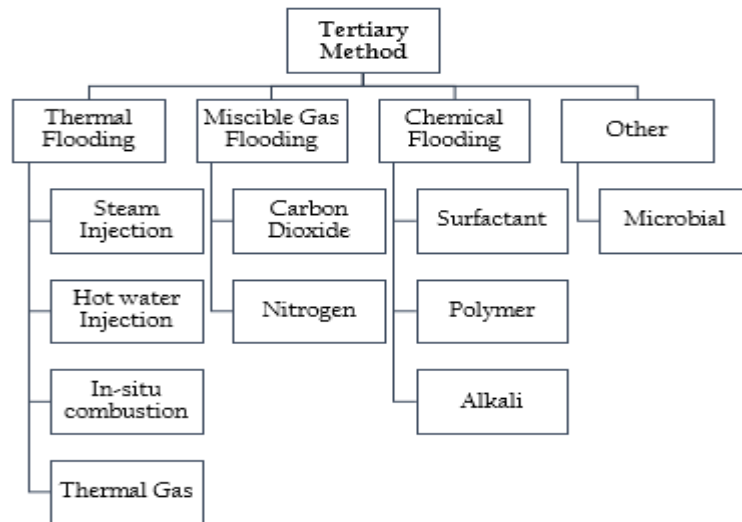 Tertiary
Method
Thermal
Flooding
Miscible Gas
Flooding
Chemical
Flooding
Other
Steam
Injection
Hot water
Injection
In-situ
combustion
Thermal Gas
Carbon
Dioxide
Nitrogen
Surfactant
Polymer
Alkali
Microbial